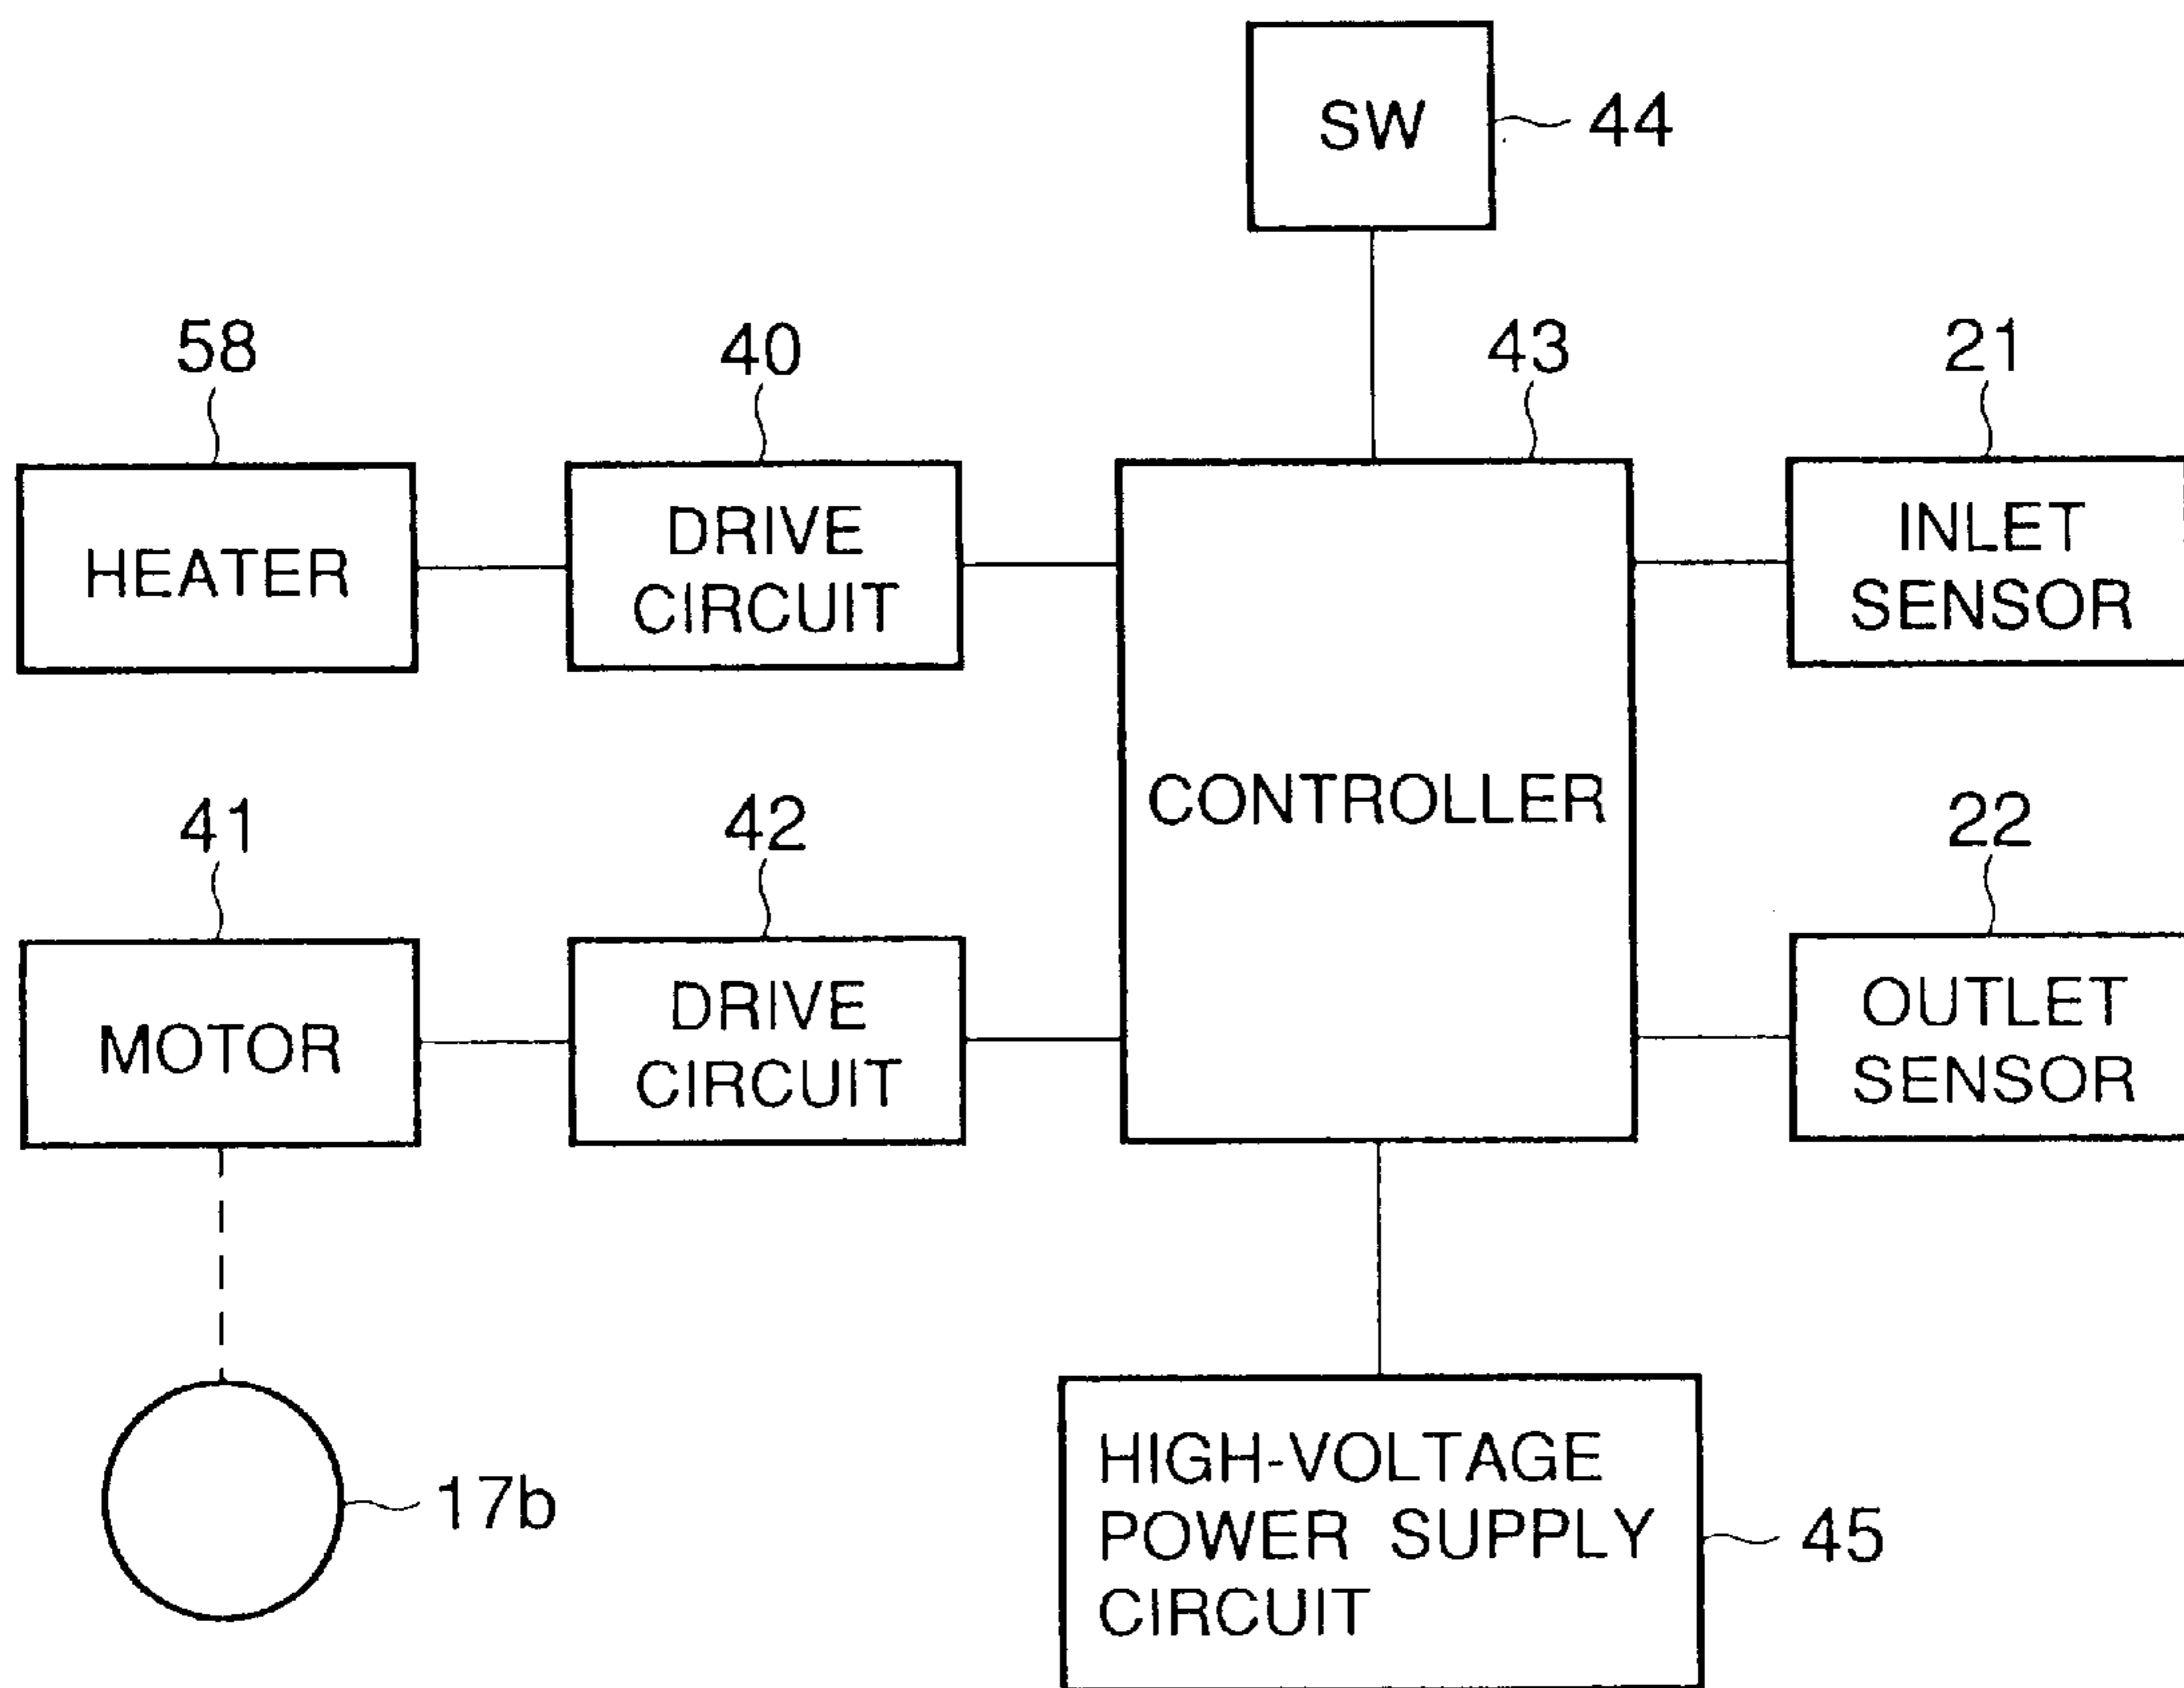 SW
44
58
40
43
21
HEATER
DRIVE
CIRCUIT
INLET
SENSOR
CONTROLLER
41
42
22
MOTOR
DRIVE
CIRCUIT
OUTLET
SENSOR
17b
HIGH-VOLTAGE
POWER SUPPLY
CIRCUIT
45